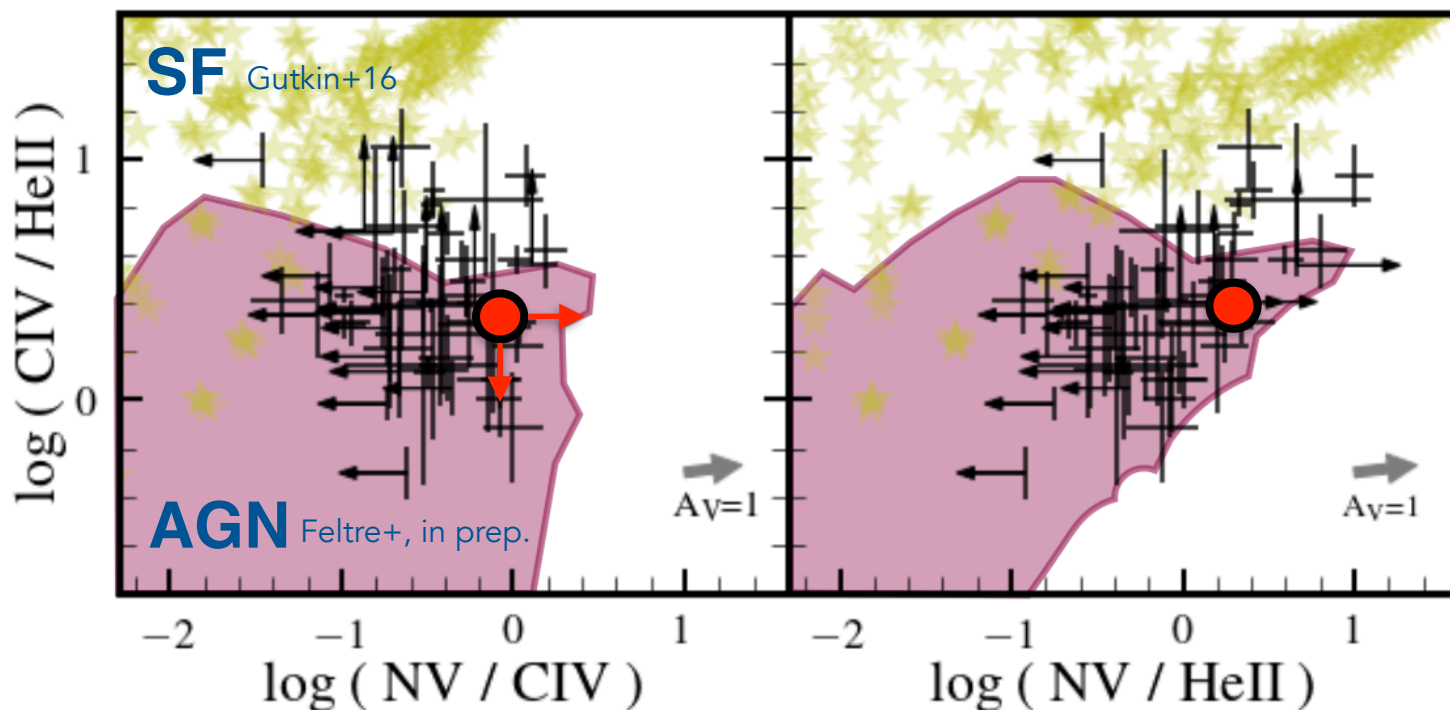 SF Gutkin+16
log ( CIV / HeII )
1
0
AGN Feltre+, in prep.
AV=1
AV=1
−2 −1 0 1
−2 −1 0 1
log ( NV / CIV )
log ( NV / HeII )